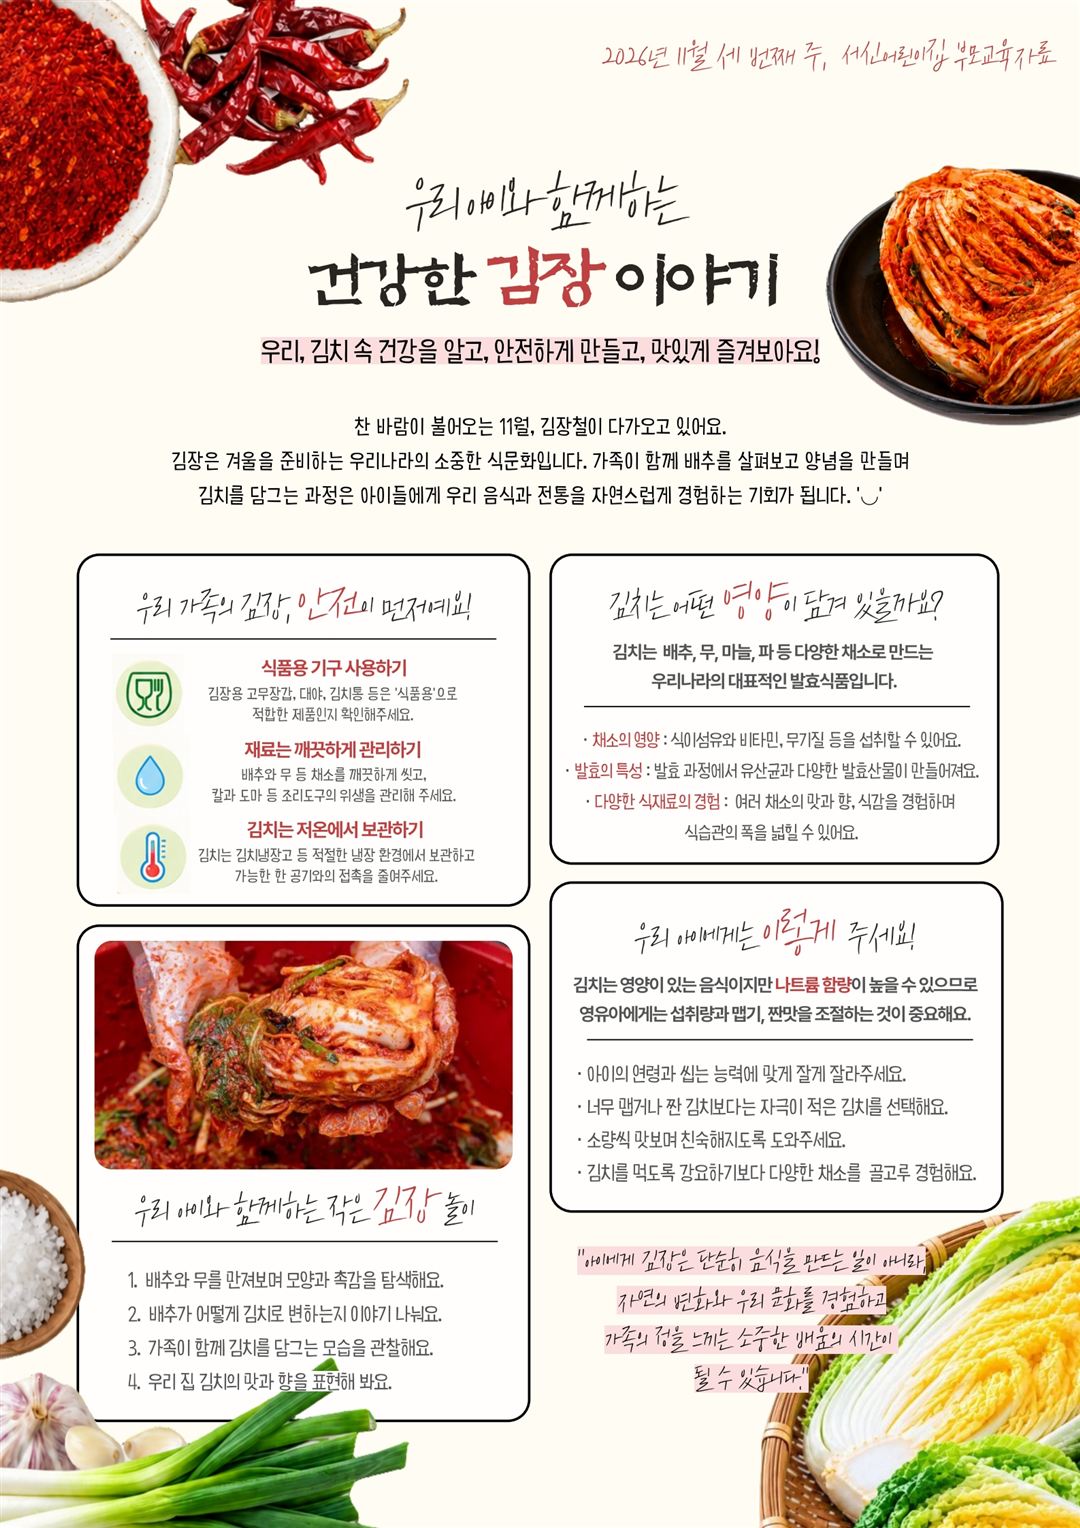 2026년 11월 세 번째 주, 서신어린이집 부모교육자료
우리 아이와 함께하는
건강한 김장 이야기
우리, 김치 속 건강을 알고, 안전하게 만들고, 맛있게 즐겨보아요!
찬 바람이 불어오는 11월, 김장철이 다가오고 있어요.
김장은 겨울을 준비하는 우리나라의 소중한 식문화입니다. 가족이 함께 배추를 살펴보고 양념을 만들며
김치를 담그는 과정은 아이들에게 우리 음식과 전통을 자연스럽게 경험하는 기회가 됩니다. '◡'
우리 가족의 김장, 안전이 먼저예요!
식품용 기구 사용하기
김장용 고무장갑, 대야, 김치통 등은 '식품용'으로
적합한 제품인지 확인해주세요.
재료는 깨끗하게 관리하기
배추와 무 등 채소를 깨끗하게 씻고,
칼과 도마 등 조리도구의 위생을 관리해 주세요.
김치는 저온에서 보관하기
김치는 김치냉장고 등 적절한 냉장 환경에서 보관하고
가능한 한 공기와의 접촉을 줄여주세요.
김치는 어떤 영양이 담겨 있을까요?
김치는 배추, 무, 마늘, 파 등 다양한 채소로 만드는
우리나라의 대표적인 발효식품입니다.
· 채소의 영양 : 식이섬유와 비타민, 무기질 등을 섭취할 수 있어요.
· 발효의 특성 : 발효 과정에서 유산균과 다양한 발효산물이 만들어져요.
· 다양한 식재료의 경험 : 여러 채소의 맛과 향, 식감을 경험하며
식습관의 폭을 넓힐 수 있어요.
우리 아이에게는 이렇게 주세요!
김치는 영양이 있는 음식이지만 나트륨 함량이 높을 수 있으므로
영유아에게는 섭취량과 맵기, 짠맛을 조절하는 것이 중요해요.
· 아이의 연령과 씹는 능력에 맞게 잘게 잘라주세요.
· 너무 맵거나 짠 김치보다는 자극이 적은 김치를 선택해요.
· 소량씩 맛보며 친숙해지도록 도와주세요.
· 김치를 먹도록 강요하기보다 다양한 채소를 골고루 경험해요.
우리 아이와 함께하는 작은 김장 놀이
1. 배추와 무를 만져보며 모양과 촉감을 탐색해요.
2. 배추가 어떻게 김치로 변하는지 이야기 나눠요.
3. 가족이 함께 김치를 담그는 모습을 관찰해요.
4. 우리 집 김치의 맛과 향을 표현해 봐요.
"아이에게 김장은 단순히 음식을 만드는 일이 아니라,
자연의 변화와 우리 문화를 경험하고
가족의 정을 느끼는 소중한 배움의 시간이
될 수 있습니다."